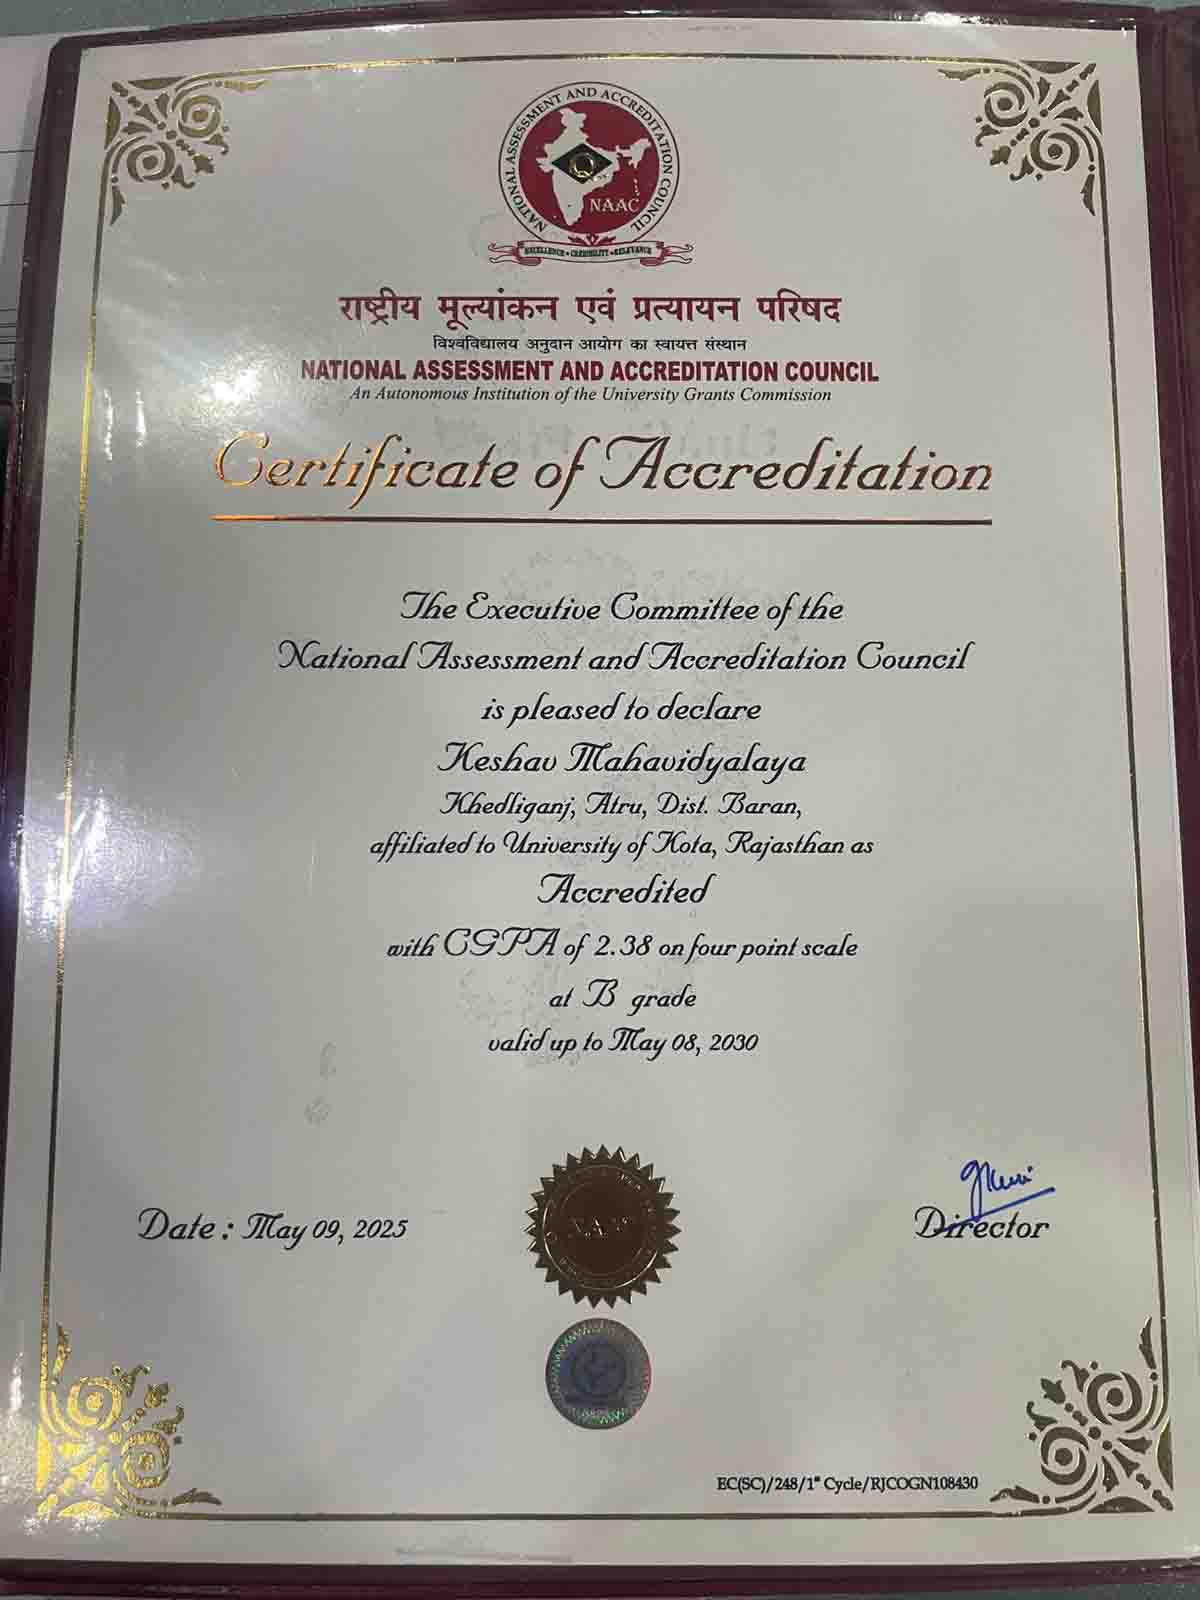 NATIONAL ASSESSMENT AND ACCREDITATION COUNCIL
Q
NAAC
EXCELLENCE • CREDIBILITY • RELEVANCE
राष्ट्रीय मूल्यांकन एवं प्रत्यायन परिषद
विश्वविद्यालय अनुदान आयोग का स्वायत्त संस्थान
NATIONAL ASSESSMENT AND ACCREDITATION COUNCIL
An Autonomous Institution of the University Grants Commission
Certificate of Accreditation
The Executive Committee of the
National Assessment and Accreditation Council
is pleased to declare
Keshav Mahavidyalaya
Khedliganj, Atru, Dist. Baran,
affiliated to University of Kota, Rajasthan as
Accredited
with CGPA of 2.38 on four point scale
at B grade
valid up to May 08, 2030
Date : May 09, 2025
Director
EC(SC)/248/1st Cycle/RJCOGN108430